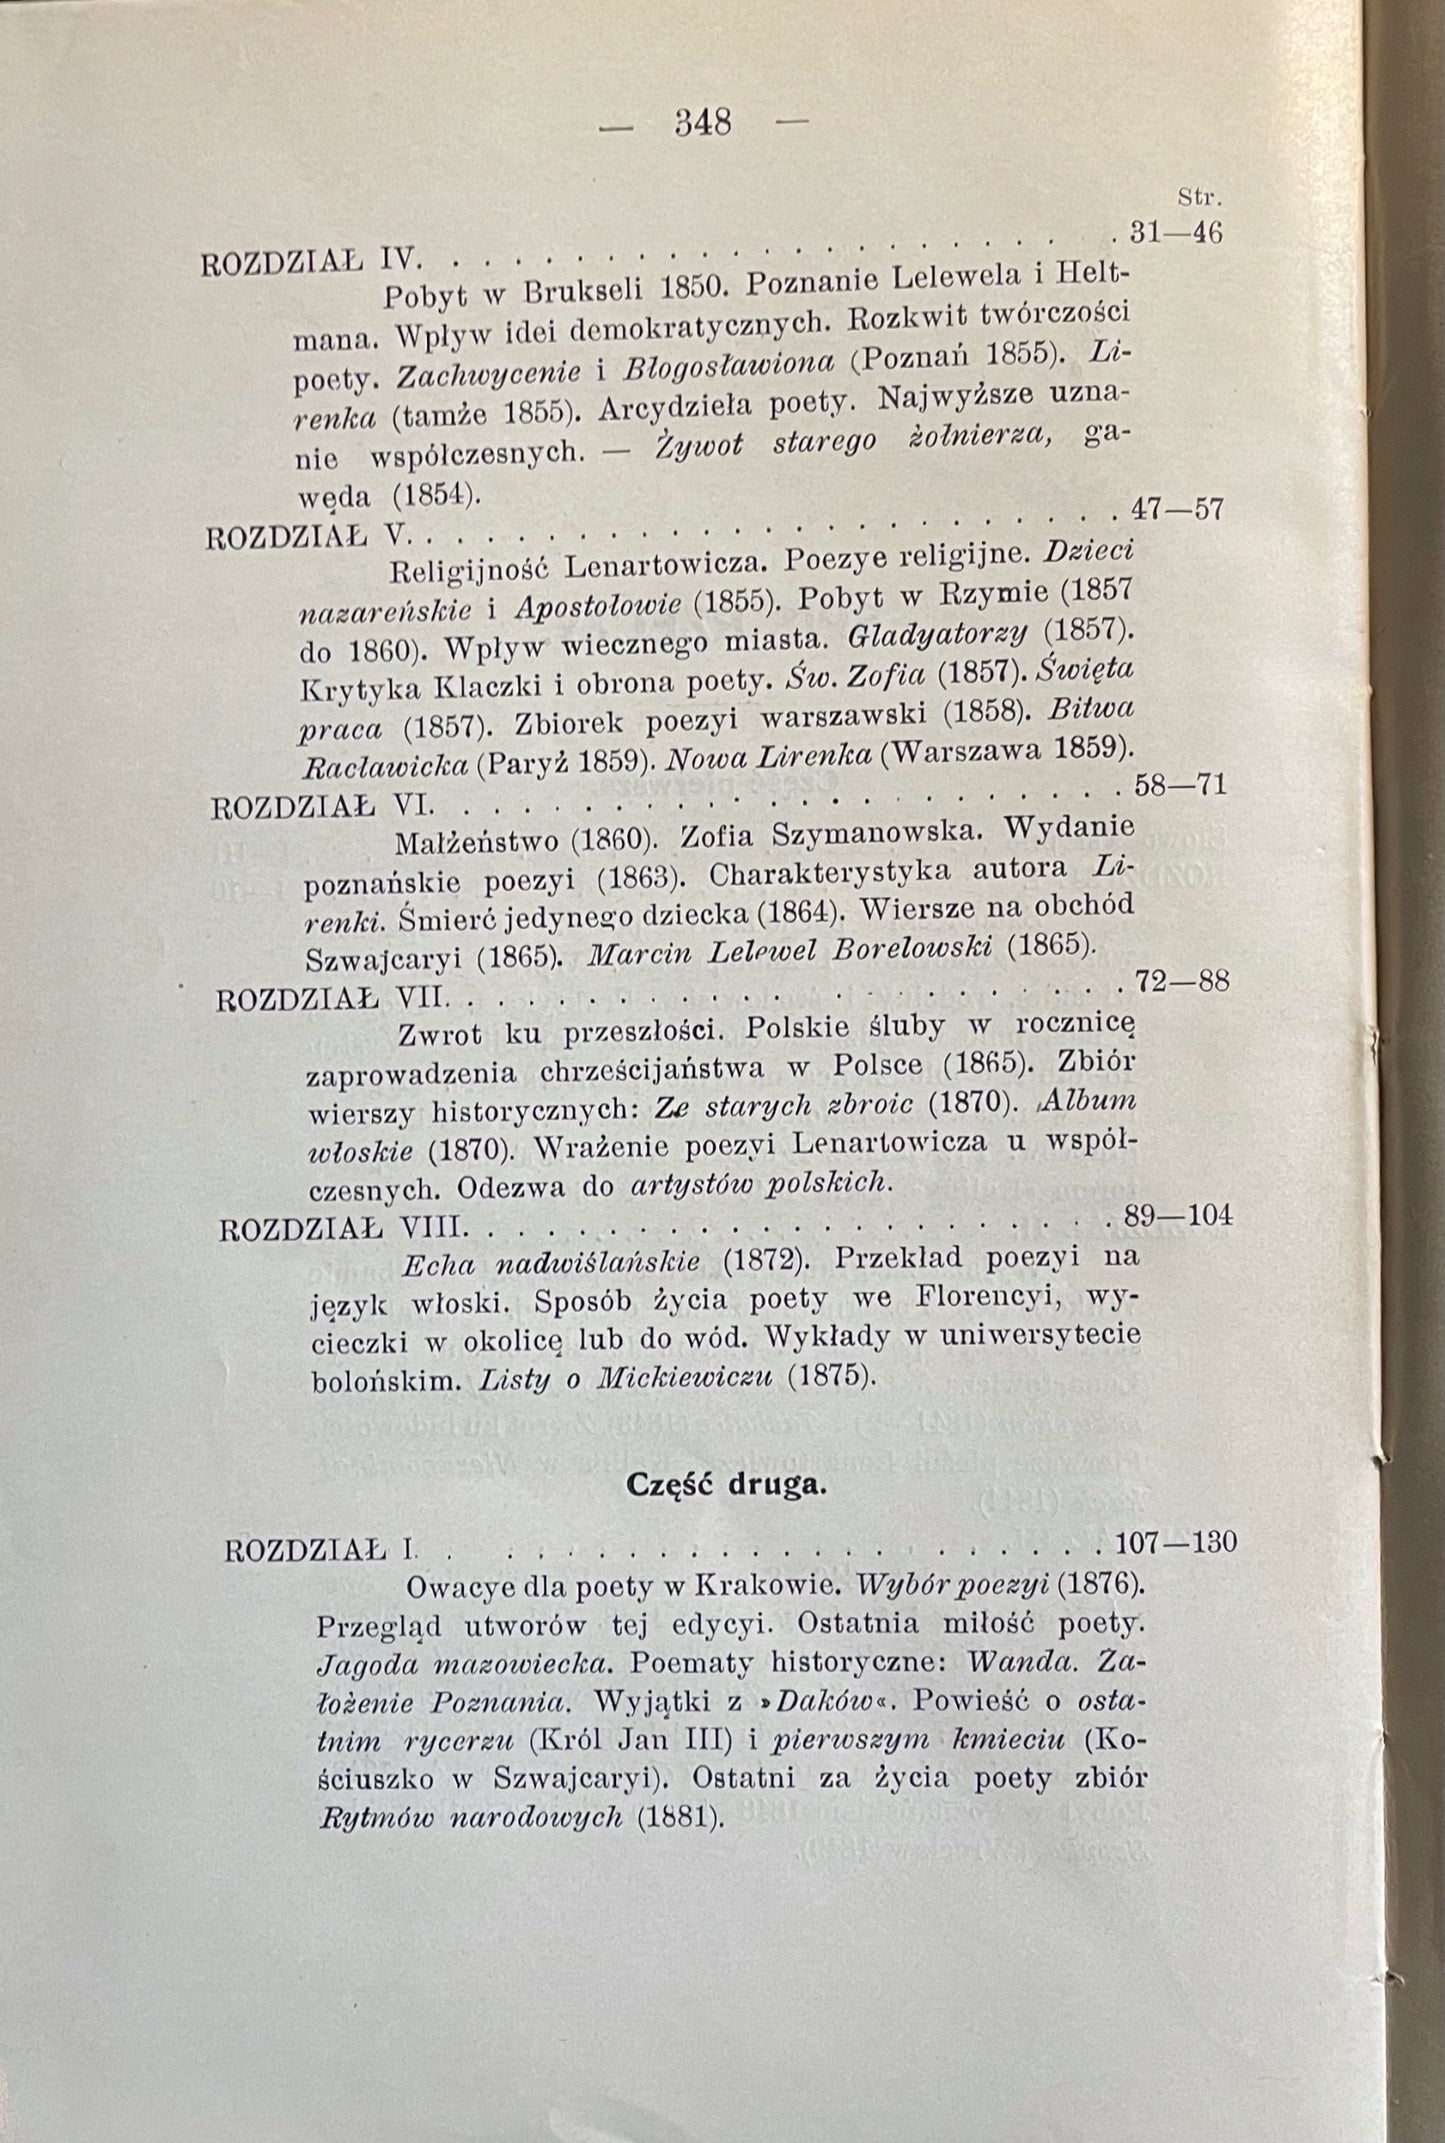 — 348 —
Str.
ROZDZIAŁ IV. . . . . . . . . . . . . . . . . . . . . . 31—46
Pobyt w Brukseli 1850. Poznanie Lelewela i Helt-
mana. Wpływ idei demokratycznych. Rozkwit twórczości
poety. Zachwycenie i Błogosławiona (Poznań 1855). Li-
renka (tamże 1855). Arcydzieła poety. Najwyższe uzna-
nie współczesnych. — Żywot starego żołnierza, ga-
węda (1854).
ROZDZIAŁ V. . . . . . . . . . . . . . . . . . . . . . . . 47—57
Religijność Lenartowicza. Poezye religijne. Dzieci
nazareńskie i Apostołowie (1855). Pobyt w Rzymie (1857
do 1860). Wpływ wiecznego miasta. Gladyatorzy (1857).
Krytyka Klaczki i obrona poety. Św. Zofia (1857). Święta
praca (1857). Zbiorek poezyi warszawski (1858). Bitwa
Racławicka (Paryż 1859). Nowa Lirenka (Warszawa 1859).
ROZDZIAŁ VI. . . . . . . . . . . . . . . . . . . . . . . 58—71
Małżeństwo (1860). Zofia Szymanowska. Wydanie
poznańskie poezyi (1863). Charakterystyka autora Li-
renki. Śmierć jedynego dziecka (1864). Wiersze na obchód
Szwajcaryi (1865). Marcin Lelewel Borelowski (1865).
ROZDZIAŁ VII. . . . . . . . . . . . . . . . . . . . . . 72—88
Zwrot ku przeszłości. Polskie śluby w rocznicę
zaprowadzenia chrześcijaństwa w Polsce (1865). Zbiór
wierszy historycznych: Ze starych zbroic (1870). Album
włoskie (1870). Wrażenie poezyi Lenartowicza u współ-
czesnych. Odezwa do artystów polskich.
ROZDZIAŁ VIII. . . . . . . . . . . . . . . . . . . . . . 89—104
Echa nadwiślańskie (1872). Przekład poezyi na
język włoski. Sposób życia poety we Florencyi, wy-
cieczki w okolicę lub do wód. Wykłady w uniwersytecie
bolońskim. Listy o Mickiewiczu (1875).
Część druga.
ROZDZIAŁ I. . . . . . . . . . . . . . . . . . . . . . 107—130
Owacye dla poety w Krakowie. Wybór poezyi (1876).
Przegląd utworów tej edycyi. Ostatnia miłość poety.
Jagoda mazowiecka. Poematy historyczne: Wanda. Za-
łożenie Poznania. Wyjątki z »Daków«. Powieść o osta-
tnim rycerzu (Król Jan III) i pierwszym kmieciu (Ko-
ściuszko w Szwajcaryi). Ostatni za życia poety zbiór
Rytmów narodowych (1881).